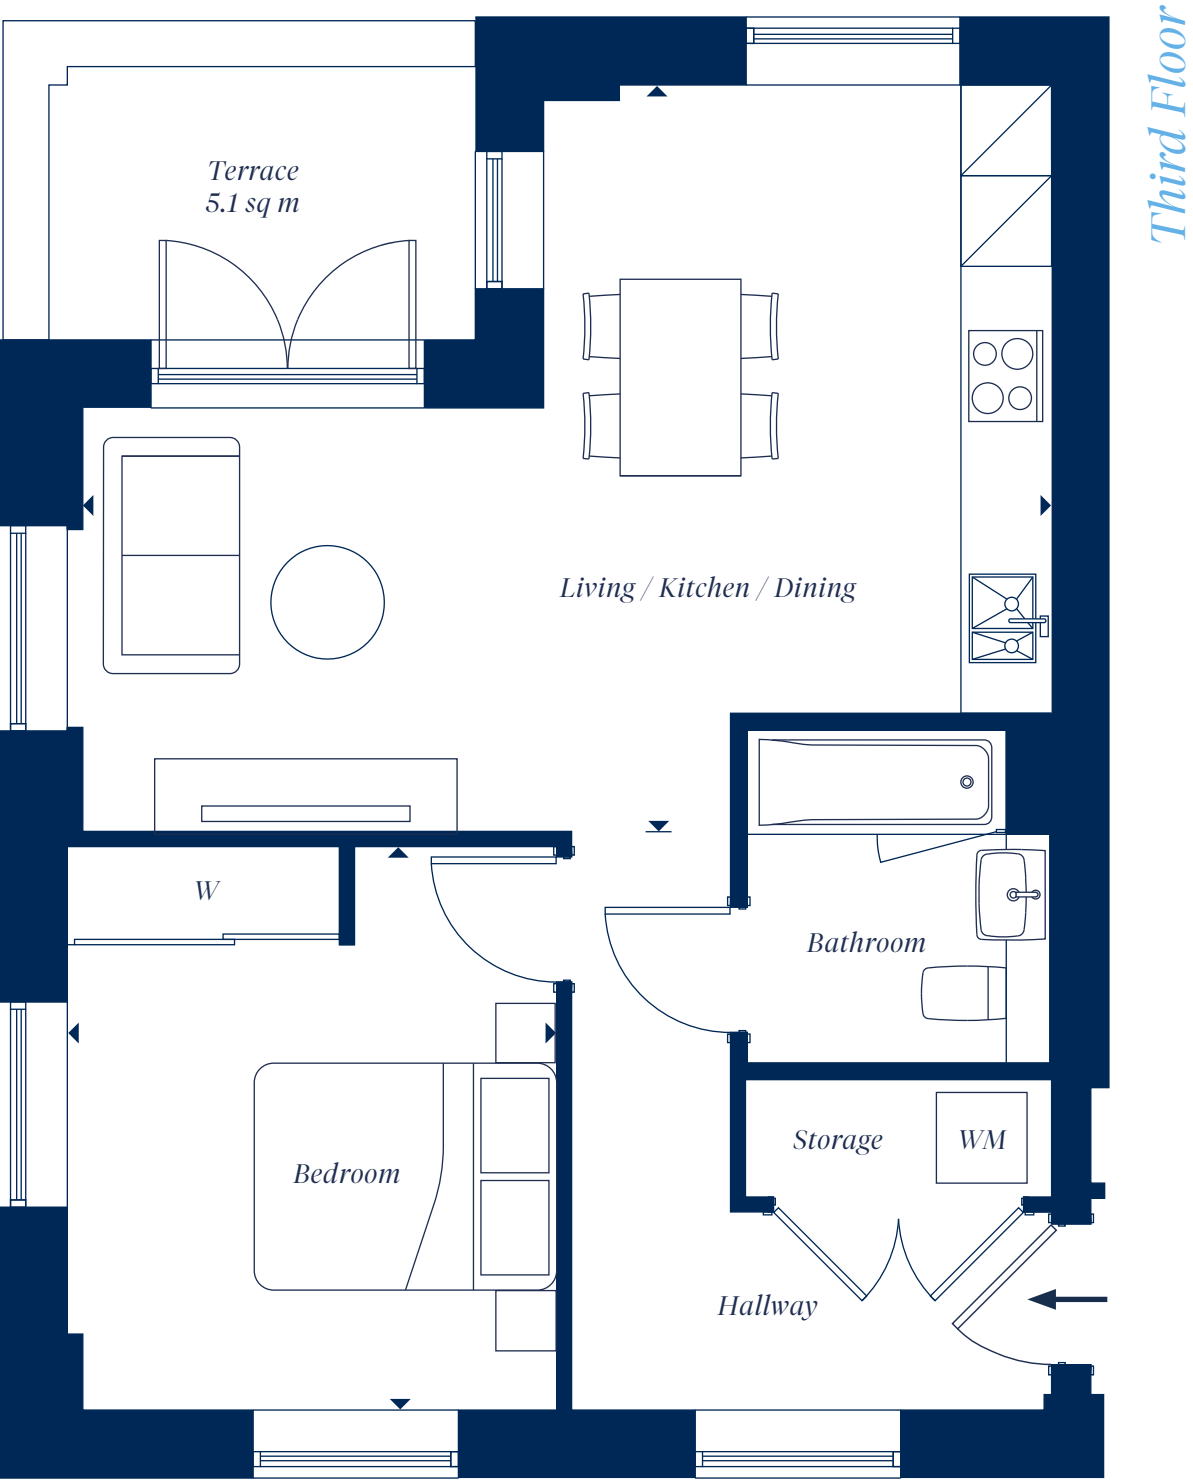 Third Floor
Terrace
5.1 sq m
Living / Kitchen / Dining
W
Bathroom
Bedroom
Storage
WM
Hallway